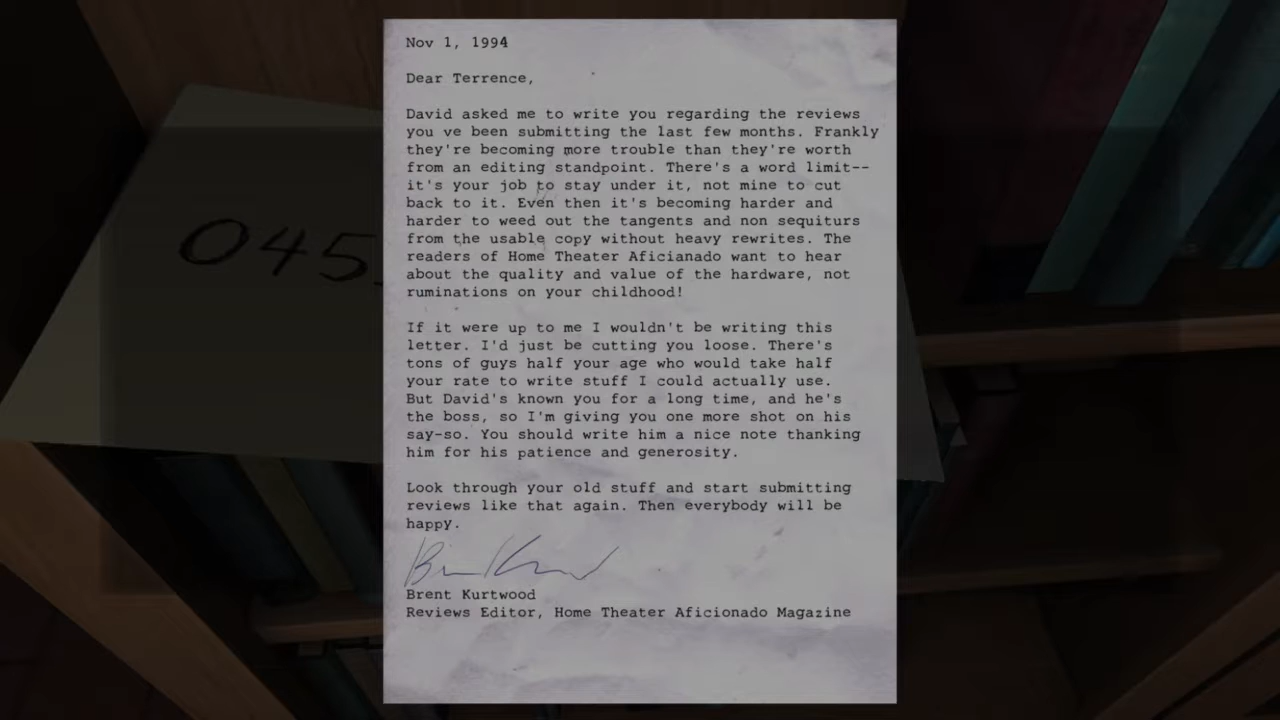 Nov 1, 1994
Dear Terrence,
David asked me to write you regarding the reviews
you ve been submitting the last few months. Frankly
they're becoming more trouble than they're worth
from an editing standpoint. There's a word limit--
it's your job to stay under it, not mine to cut
back to it. Even then it's becoming harder and
harder to weed out the tangents and non sequiturs
from the usable copy without heavy rewrites. The
readers of Home Theater Aficianado want to hear
about the quality and value of the hardware, not
ruminations on your childhood!
If it were up to me I wouldn't be writing this
letter. I'd just be cutting you loose. There's
tons of guys half your age who would take half
your rate to write stuff I could actually use.
But David's known you for a long time, and he's
the boss, so I'm giving you one more shot on his
say-so. You should write him a nice note thanking
him for his patience and generosity.
Look through your old stuff and start submitting
reviews like that again. Then everybody will be
happy.
Brent Kurtwood
Reviews Editor, Home Theater Aficionado Magazine
045